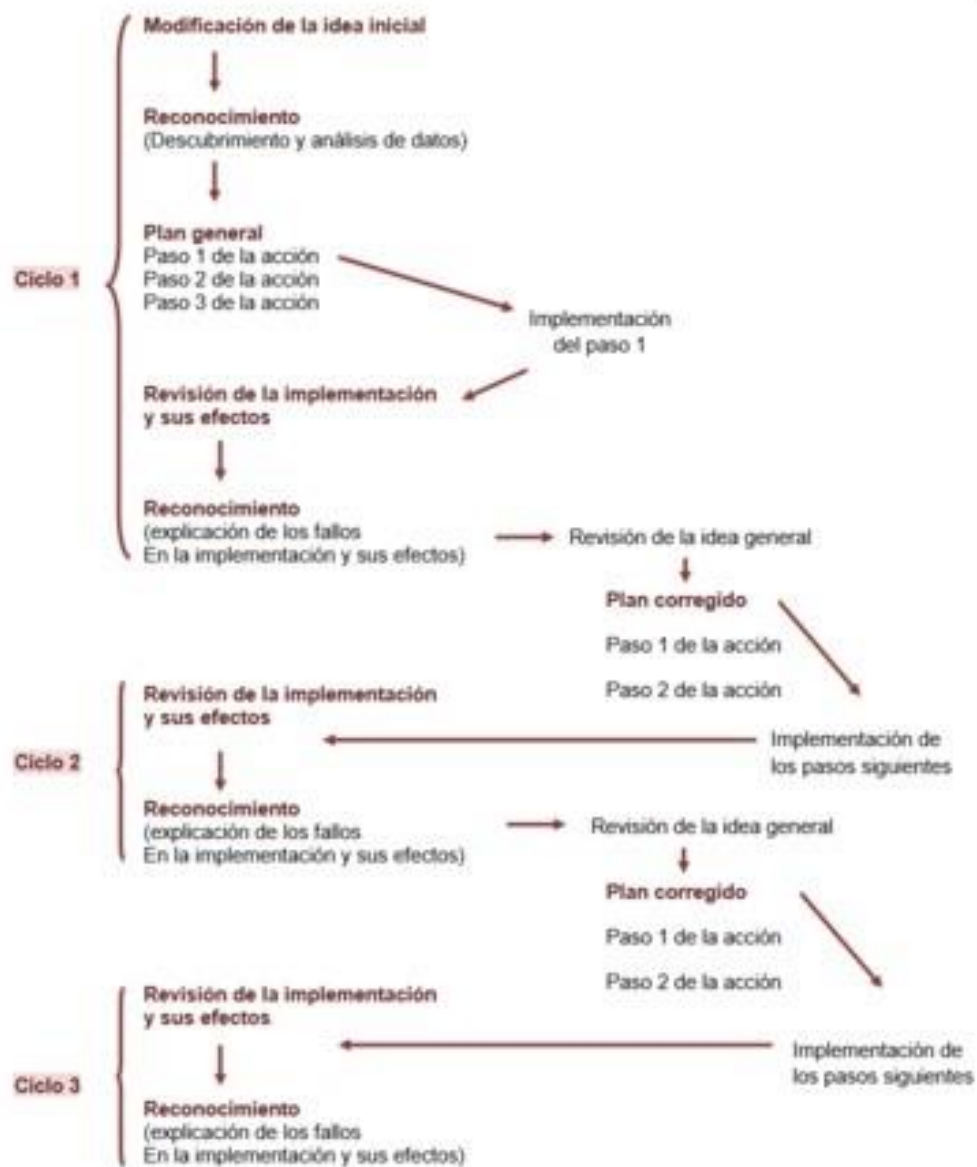 Modificación de la idea inicial
Reconocimiento
(Descubrimiento y análisis de datos)
Plan general
Paso 1 de la acción
Paso 2 de la acción
Paso 3 de la acción
Ciclo 1
Implementación
del paso 1
Revisión de la implementación
y sus efectos
Reconocimiento
(explicación de los fallos
En la implementación y sus efectos)
Revisión de la idea general
Plan corregido
Paso 1 de la acción
Paso 2 de la acción
Implementación de
los pasos siguientes
Ciclo 2
Revisión de la implementación
y sus efectos
Reconocimiento
(explicación de los fallos
En la implementación y sus efectos)
Revisión de la idea general
Plan corregido
Paso 1 de la acción
Paso 2 de la acción
Implementación de
los pasos siguientes
Ciclo 3
Revisión de la implementación
y sus efectos
Reconocimiento
(explicación de los fallos
En la implementación y sus efectos)